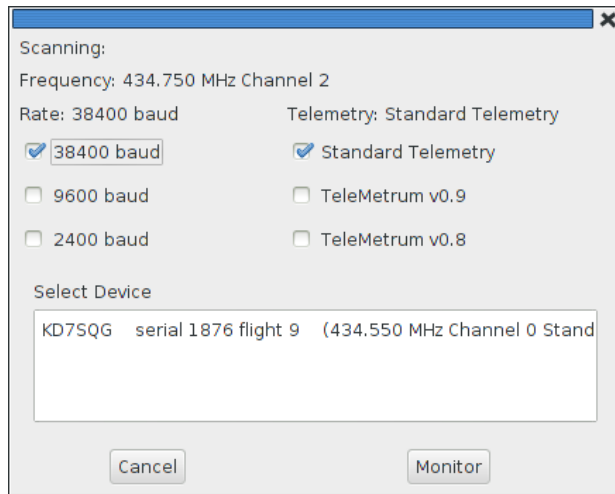 Scanning:
Frequency: 434.750 MHz Channel 2
Rate: 38400 baud Telemetry: Standard Telemetry
38400 baud Standard Telemetry
9600 baud TeleMetrum v0.9
2400 baud TeleMetrum v0.8
Select Device
KD7SQG serial 1876 flight 9 (434.550 MHz Channel 0 Stand
Cancel Monitor